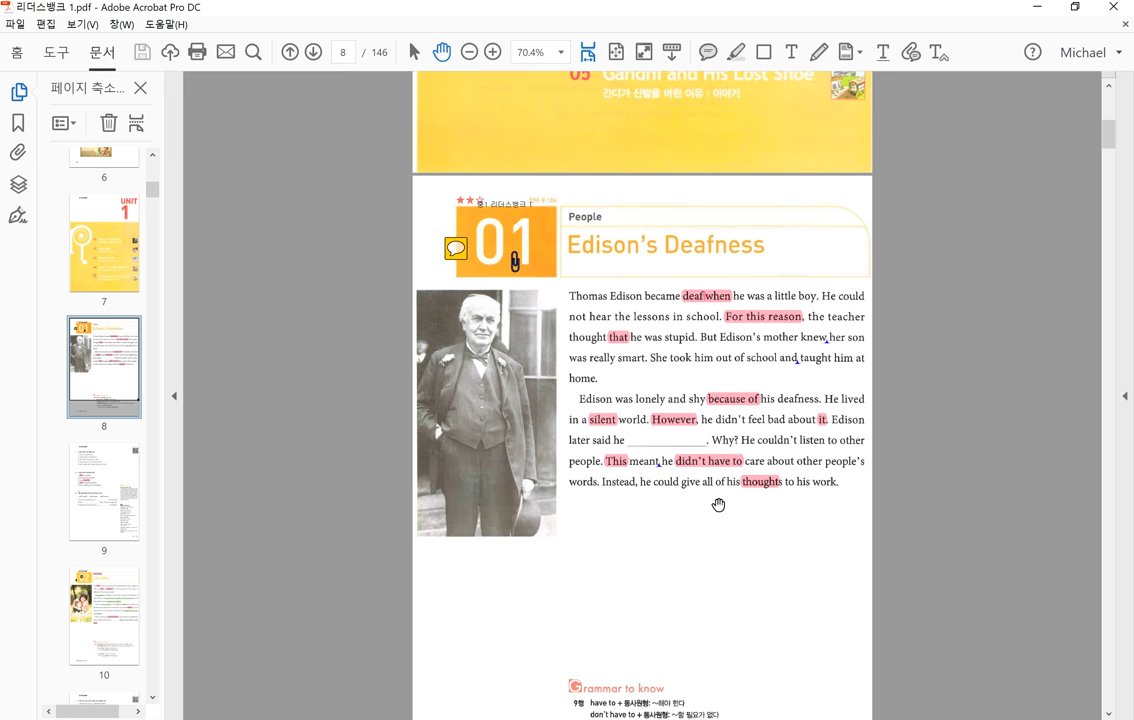 리더스뱅크 1.pdf - Adobe Acrobat Pro DC
파일 편집 보기(V) 창(W) 도움말(H)
홈 도구 문서 8 / 146 70.4% Michael
페이지 축소...
6
UNIT
1
7
8
9
10
05 Gandhi and His Lost Shoe
간디가 신발을 버린 이유 | 이야기
중1 리더스뱅크 1
01
People
Edison's Deafness
Thomas Edison became deaf when he was a little boy. He could
not hear the lessons in school. For this reason, the teacher
thought that he was stupid. But Edison's mother knew her son
was really smart. She took him out of school and taught him at
home.
Edison was lonely and shy because of his deafness. He lived
in a silent world. However, he didn't feel bad about it. Edison
later said he ______________. Why? He couldn't listen to other
people. This meant he didn't have to care about other people's
words. Instead, he could give all of his thoughts to his work.
Grammar to know
9행 have to + 동사원형: ~해야 한다
don't have to + 동사원형: ~할 필요가 없다